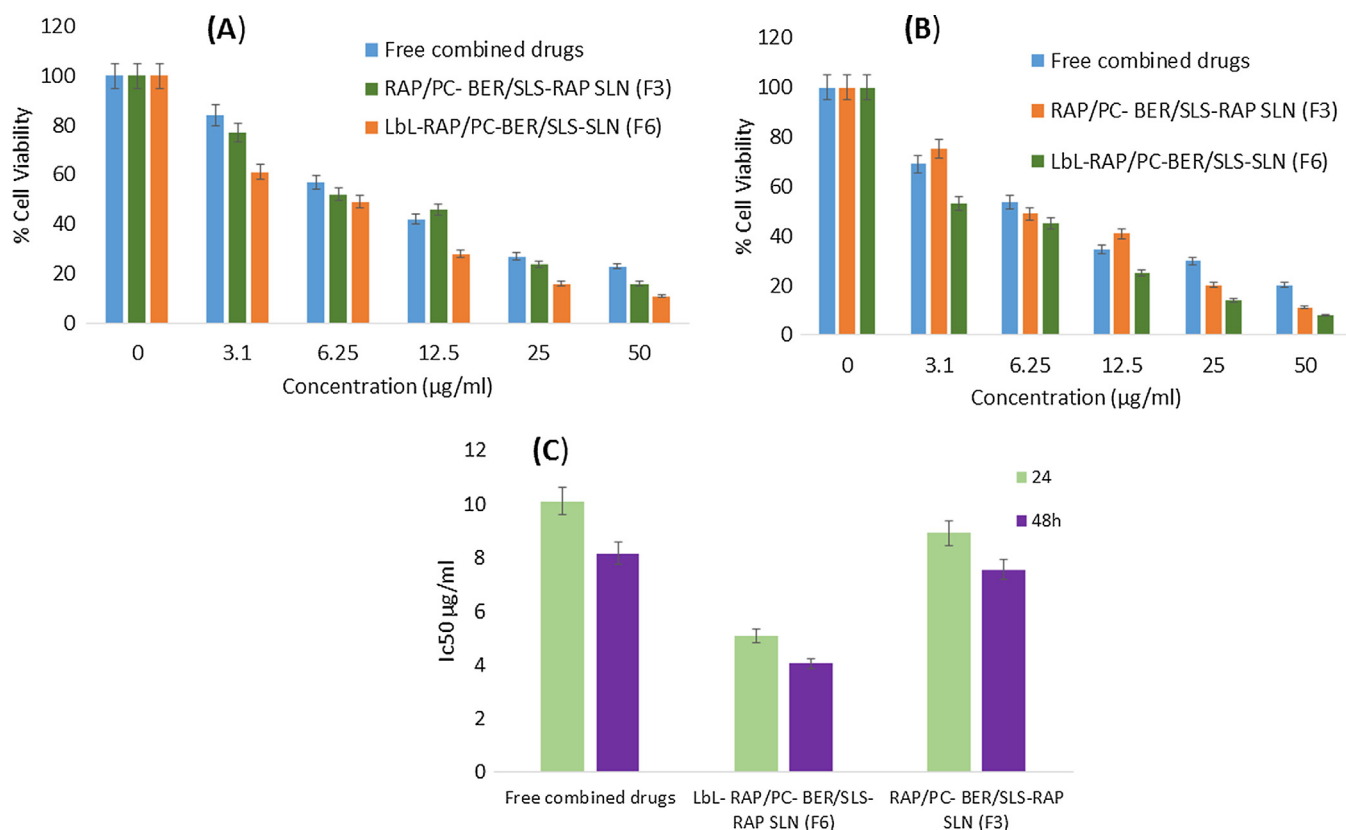 (A)
120
100
80
60
40
20
0
% Cell Viability
Free combined drugs
RAP/PC- BER/SLS-RAP SLN (F3)
LbL-RAP/PC-BER/SLS-SLN (F6)
0 3.1 6.25 12.5 25 50
Concentration (µg/ml)
(B)
120
100
80
60
40
20
0
% Cell Viability
Free combined drugs
RAP/PC- BER/SLS-RAP SLN (F3)
LbL-RAP/PC-BER/SLS-SLN (F6)
0 3.1 6.25 12.5 25 50
Concentration (µg/ml)
(C)
12
10
8
6
4
2
0
Ic50 µg/ml
24
48h
Free combined drugs
LbL- RAP/PC- BER/SLS-
RAP SLN (F6)
RAP/PC- BER/SLS-RAP
SLN (F3)